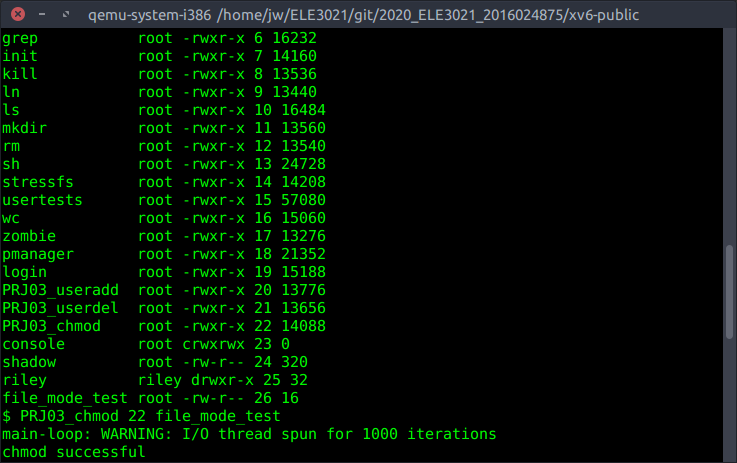 qemu-system-i386 /home/jw/ELE3021/git/2020_ELE3021_2016024875/xv6-public
grep           root -rwxr-x 6 16232
init           root -rwxr-x 7 14160
kill           root -rwxr-x 8 13536
ln             root -rwxr-x 9 13440
ls             root -rwxr-x 10 16484
mkdir          root -rwxr-x 11 13560
rm             root -rwxr-x 12 13540
sh             root -rwxr-x 13 24728
stressfs       root -rwxr-x 14 14208
usertests      root -rwxr-x 15 57080
wc             root -rwxr-x 16 15060
zombie         root -rwxr-x 17 13276
pmanager       root -rwxr-x 18 21352
login          root -rwxr-x 19 15188
PRJ03_useradd  root -rwxr-x 20 13776
PRJ03_userdel  root -rwxr-x 21 13656
PRJ03_chmod    root -rwxr-x 22 14088
console        root crwxrwx 23 0
shadow         root -rw-r-- 24 320
riley          riley drwxr-x 25 32
file_mode_test root -rw-r-- 26 16
$ PRJ03_chmod 22 file_mode_test
main-loop: WARNING: I/O thread spun for 1000 iterations
chmod successful